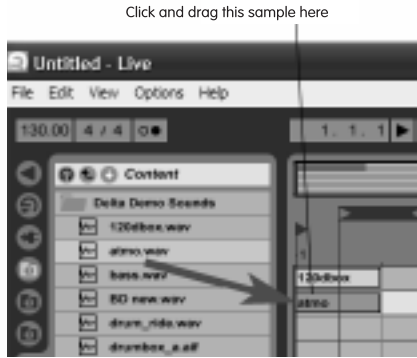 Click and drag this sample here
Untitled - Live
File Edit View Options Help
130.00 4 / 4 1. 1. 1
Content
Delta Demo Sounds
120dbox.wav
atmo.wav
bass.wav
BD new.wav
drum_ride.wav
drumbox_a.aif
1
120dbox
atmo